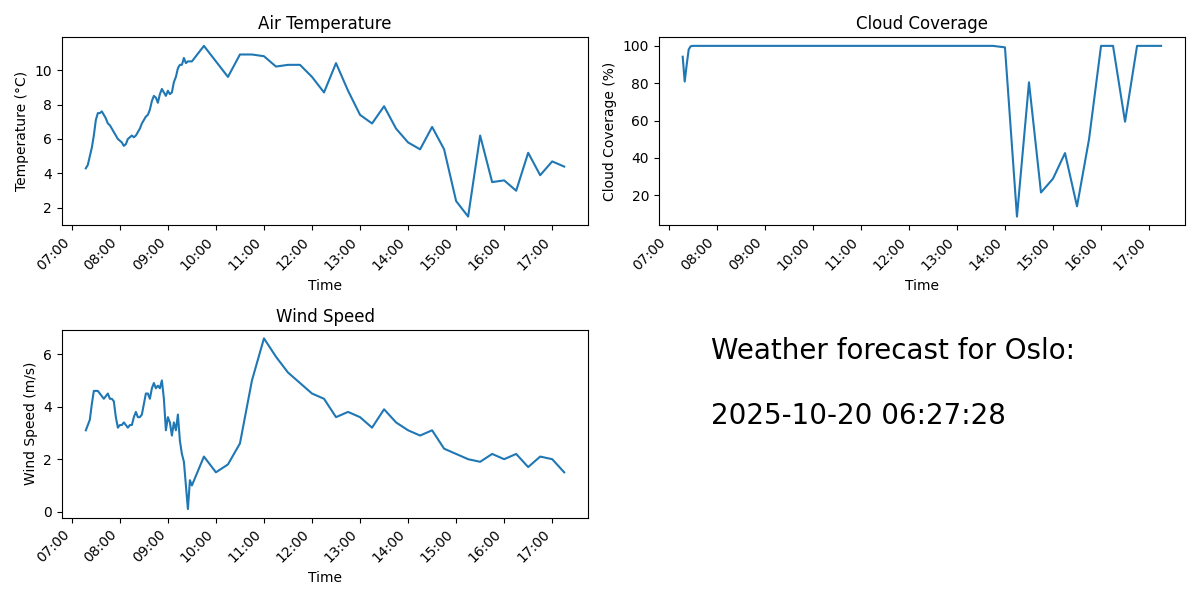 Air Temperature
Temperature (°C)
10
8
6
4
2
07:00 08:00 09:00 10:00 11:00 12:00 13:00 14:00 15:00 16:00 17:00
Time
Cloud Coverage
Cloud Coverage (%)
100
80
60
40
20
07:00 08:00 09:00 10:00 11:00 12:00 13:00 14:00 15:00 16:00 17:00
Time
Wind Speed
Wind Speed (m/s)
6
4
2
0
07:00 08:00 09:00 10:00 11:00 12:00 13:00 14:00 15:00 16:00 17:00
Time
Weather forecast for Oslo:
2025-10-20 06:27:28